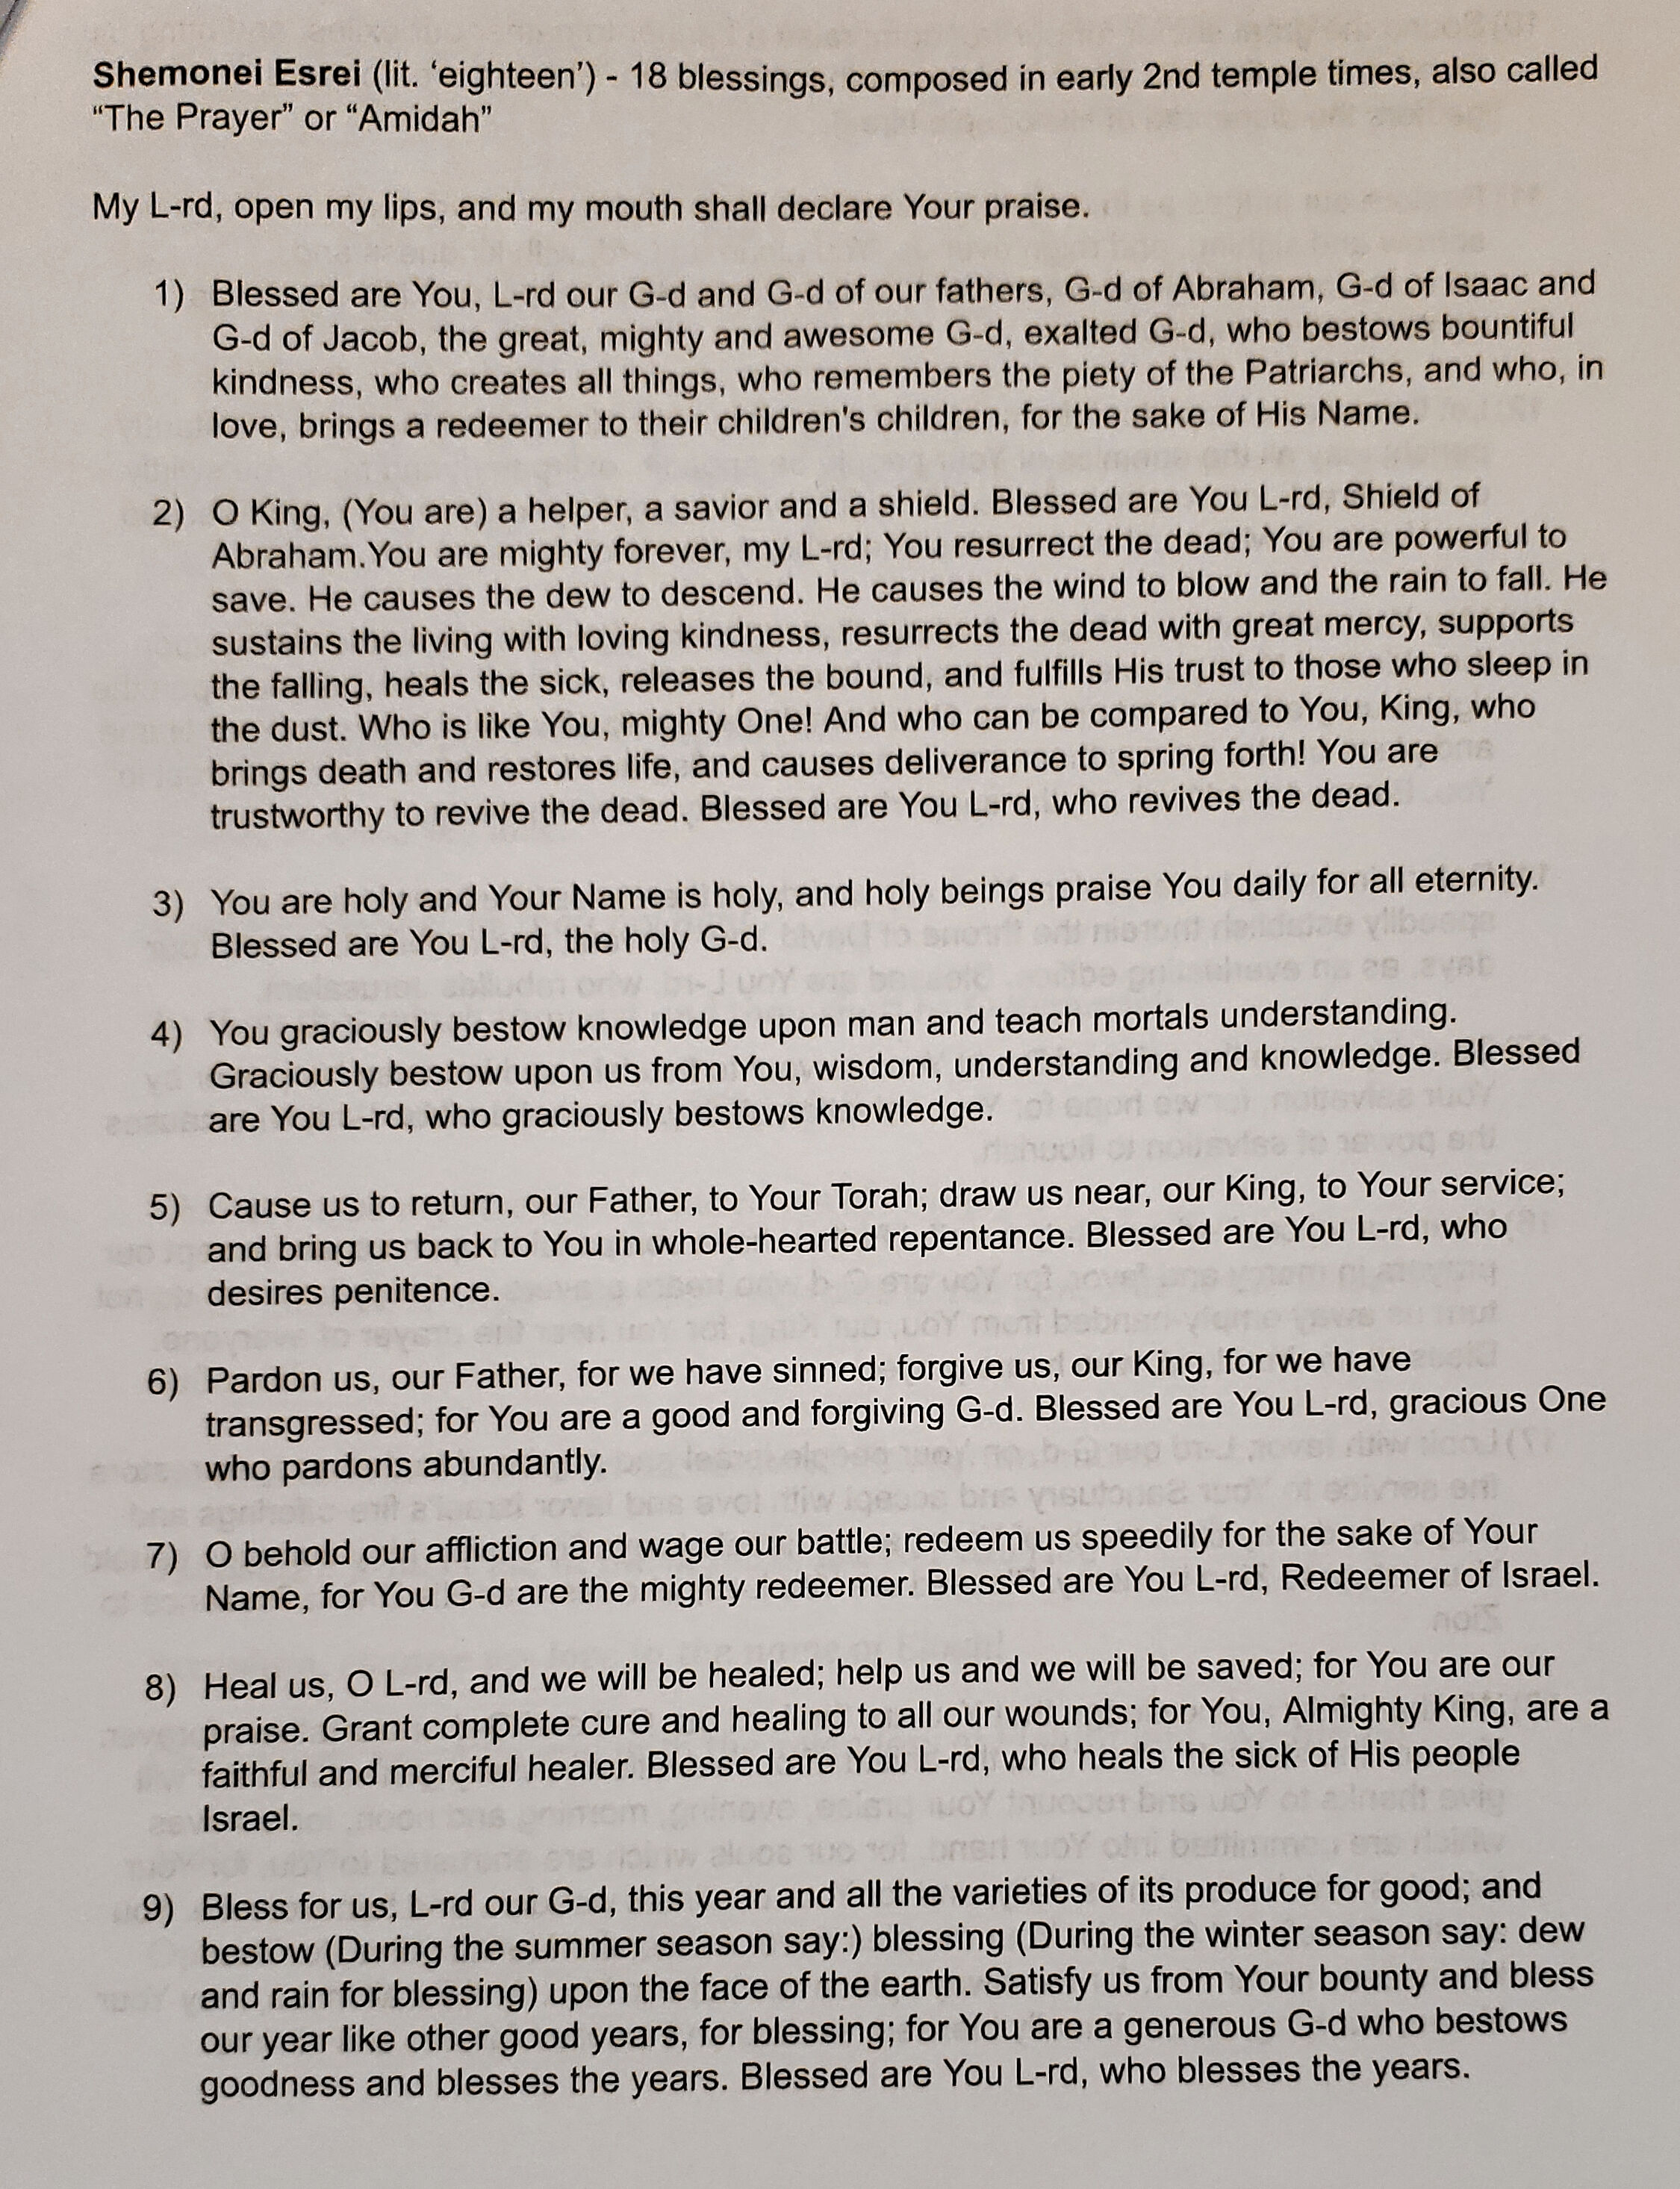 Shemonei Esrei (lit. ‘eighteen’) - 18 blessings, composed in early 2nd temple times, also called
“The Prayer” or “Amidah”
My L-rd, open my lips, and my mouth shall declare Your praise.
1) Blessed are You, L-rd our G-d and G-d of our fathers, G-d of Abraham, G-d of Isaac and
G-d of Jacob, the great, mighty and awesome G-d, exalted G-d, who bestows bountiful
kindness, who creates all things, who remembers the piety of the Patriarchs, and who, in
love, brings a redeemer to their children's children, for the sake of His Name.
2) O King, (You are) a helper, a savior and a shield. Blessed are You L-rd, Shield of
Abraham.You are mighty forever, my L-rd; You resurrect the dead; You are powerful to
save. He causes the dew to descend. He causes the wind to blow and the rain to fall. He
sustains the living with loving kindness, resurrects the dead with great mercy, supports
the falling, heals the sick, releases the bound, and fulfills His trust to those who sleep in
the dust. Who is like You, mighty One! And who can be compared to You, King, who
brings death and restores life, and causes deliverance to spring forth! You are
trustworthy to revive the dead. Blessed are You L-rd, who revives the dead.
3) You are holy and Your Name is holy, and holy beings praise You daily for all eternity.
Blessed are You L-rd, the holy G-d.
4) You graciously bestow knowledge upon man and teach mortals understanding.
Graciously bestow upon us from You, wisdom, understanding and knowledge. Blessed
are You L-rd, who graciously bestows knowledge.
5) Cause us to return, our Father, to Your Torah; draw us near, our King, to Your service;
and bring us back to You in whole-hearted repentance. Blessed are You L-rd, who
desires penitence.
6) Pardon us, our Father, for we have sinned; forgive us, our King, for we have
transgressed; for You are a good and forgiving G-d. Blessed are You L-rd, gracious One
who pardons abundantly.
7) O behold our affliction and wage our battle; redeem us speedily for the sake of Your
Name, for You G-d are the mighty redeemer. Blessed are You L-rd, Redeemer of Israel.
8) Heal us, O L-rd, and we will be healed; help us and we will be saved; for You are our
praise. Grant complete cure and healing to all our wounds; for You, Almighty King, are a
faithful and merciful healer. Blessed are You L-rd, who heals the sick of His people
Israel.
9) Bless for us, L-rd our G-d, this year and all the varieties of its produce for good; and
bestow (During the summer season say:) blessing (During the winter season say: dew
and rain for blessing) upon the face of the earth. Satisfy us from Your bounty and bless
our year like other good years, for blessing; for You are a generous G-d who bestows
goodness and blesses the years. Blessed are You L-rd, who blesses the years.